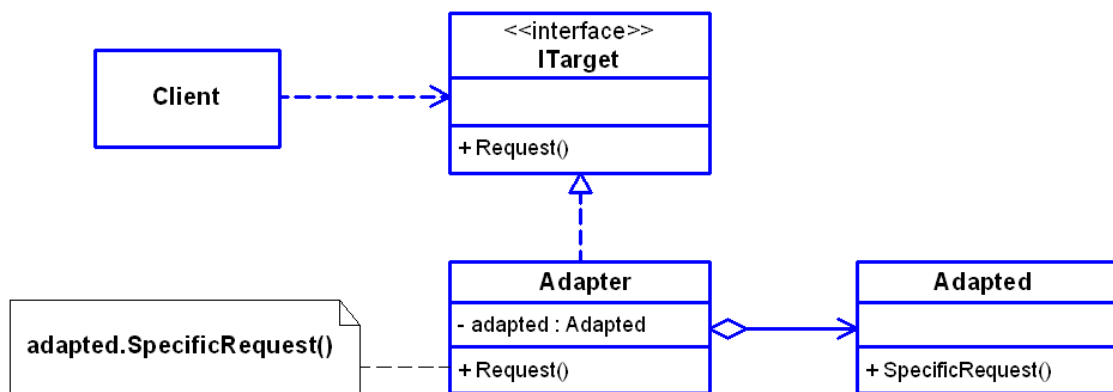 <<interface>>
ITarget
Client
+ Request()
Adapter
Adapted
- adapted : Adapted
adapted.SpecificRequest()
+ Request()
+ SpecificRequest()